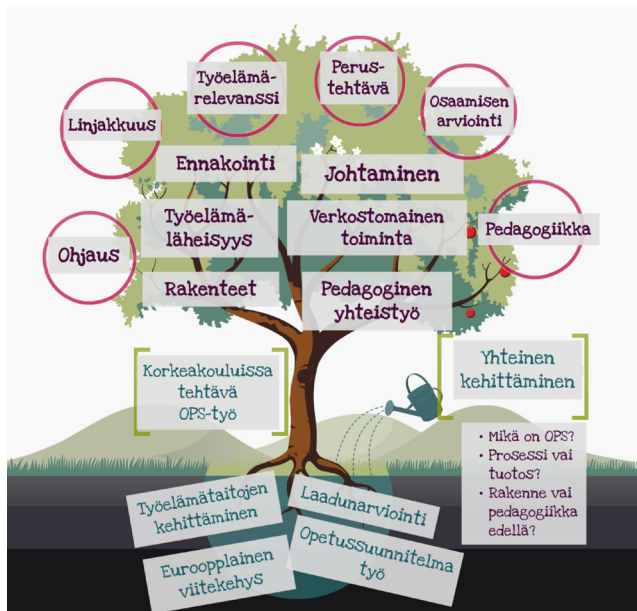 Perus-
tehtävä
Työelämä-
relevanssi
Osaamisen
arviointi
Linjakkuus
Ennakointi
Johtaminen
Työelämä-
läheisyys
Verkostomainen
toiminta
Pedagogiikka
Ohjaus
Rakenteet
Pedagoginen
yhteistyö
Korkeakouluissa
tehtävä
OPS-työ
Yhteinen
kehittäminen
• Mikä on OPS?
• Prosessi vai
tuotos?
• Rakenne vai
pedagogiikka
edellä?
Työelämätaitojen
kehittäminen
Laadunarviointi
Euroopplainen
viitekehys
Opetussuunnitelma
työ